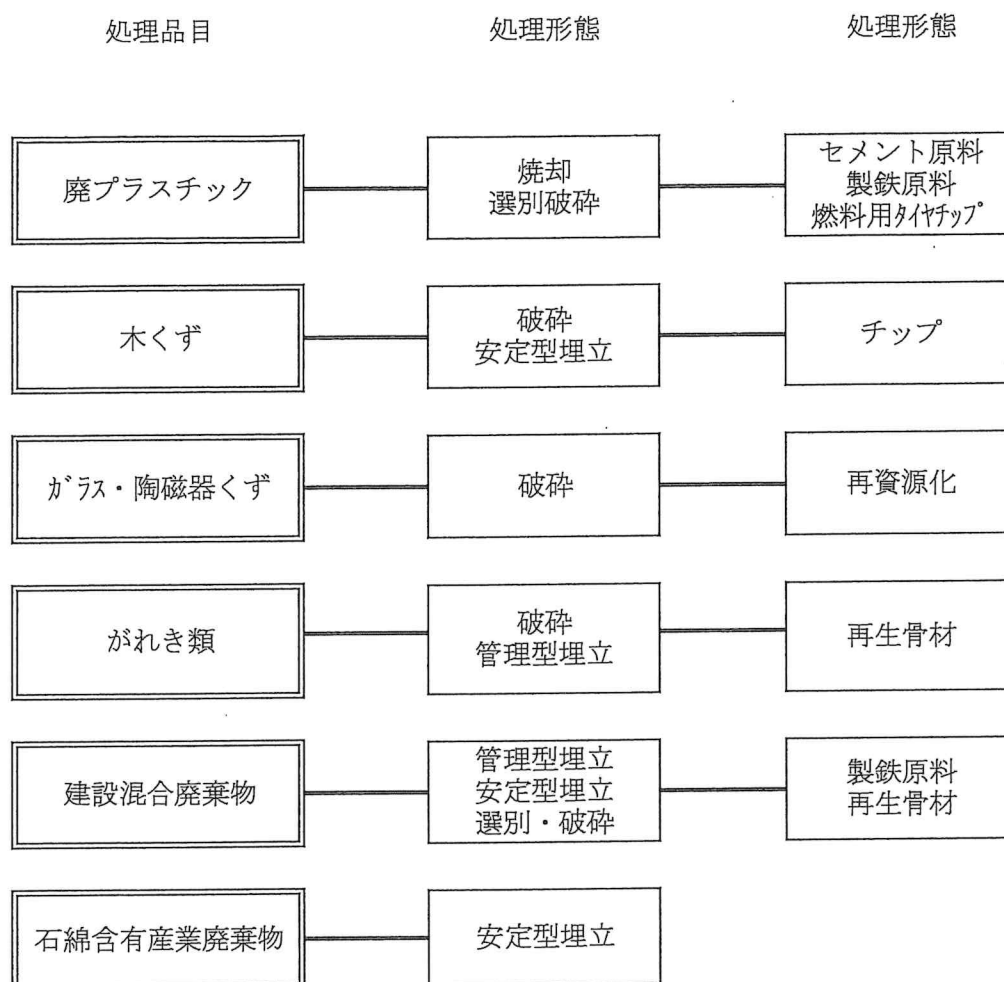 処理品目 処理形態 処理形態
廃プラスチック
焼却
選別破砕
セメント原料
製鉄原料
燃料用ﾀｲﾔﾁｯﾌﾟ
木くず
破砕
安定型埋立
チップ
ｶﾞﾗｽ・陶磁器くず
破砕
再資源化
がれき類
破砕
管理型埋立
再生骨材
建設混合廃棄物
管理型埋立
安定型埋立
選別・破砕
製鉄原料
再生骨材
石綿含有産業廃棄物
安定型埋立